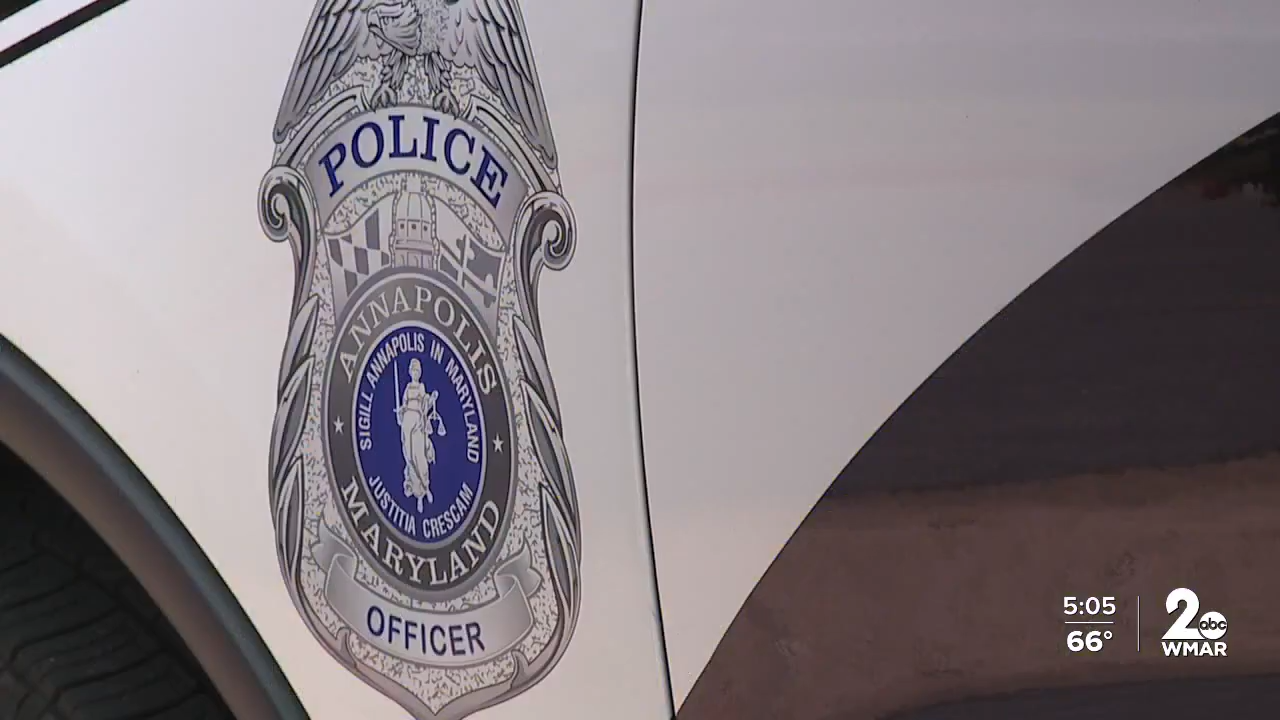 POLICE
ANNAPOLIS
SIGILL ANNAPOLIS IN MARYLAND
JUSTITIA CRESCAM
MARYLAND
OFFICER
5:05
66°
2 abc
WMAR